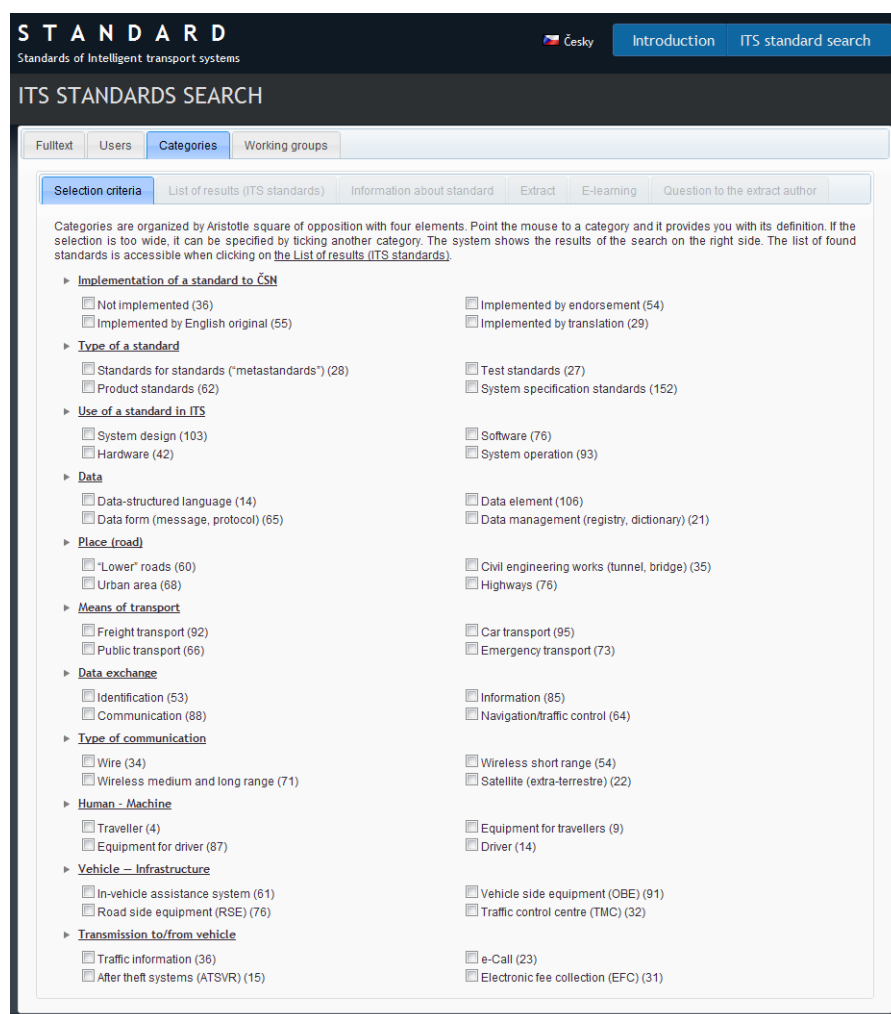 S T A N D A R D
Standards of Intelligent transport systems
Česky
Introduction
ITS standard search
ITS STANDARDS SEARCH
Fulltext Users Categories Working groups
Selection criteria List of results (ITS standards) Information about standard Extract E-learning Question to the extract author
Categories are organized by Aristotle square of opposition with four elements. Point the mouse to a category and it provides you with its definition. If the
selection is too wide, it can be specified by ticking another category. The system shows the results of the search on the right side. The list of found
standards is accessible when clicking on the List of results (ITS standards).
Implementation of a standard to ČSN
Not implemented (36) Implemented by endorsement (54)
Implemented by English original (55) Implemented by translation (29)
Type of a standard
Standards for standards (“metastandards”) (28) Test standards (27)
Product standards (62) System specification standards (152)
Use of a standard in ITS
System design (103) Software (76)
Hardware (42) System operation (93)
Data
Data-structured language (14) Data element (106)
Data form (message, protocol) (65) Data management (registry, dictionary) (21)
Place (road)
“Lower” roads (60) Civil engineering works (tunnel, bridge) (35)
Urban area (68) Highways (76)
Means of transport
Freight transport (92) Car transport (95)
Public transport (66) Emergency transport (73)
Data exchange
Identification (53) Information (85)
Communication (88) Navigation/traffic control (64)
Type of communication
Wire (34) Wireless short range (54)
Wireless medium and long range (71) Satellite (extra-terrestre) (22)
Human - Machine
Traveller (4) Equipment for travellers (9)
Equipment for driver (87) Driver (14)
Vehicle – Infrastructure
In-vehicle assistance system (61) Vehicle side equipment (OBE) (91)
Road side equipment (RSE) (76) Traffic control centre (TMC) (32)
Transmission to/from vehicle
Traffic information (36) e-Call (23)
After theft systems (ATSVR) (15) Electronic fee collection (EFC) (31)